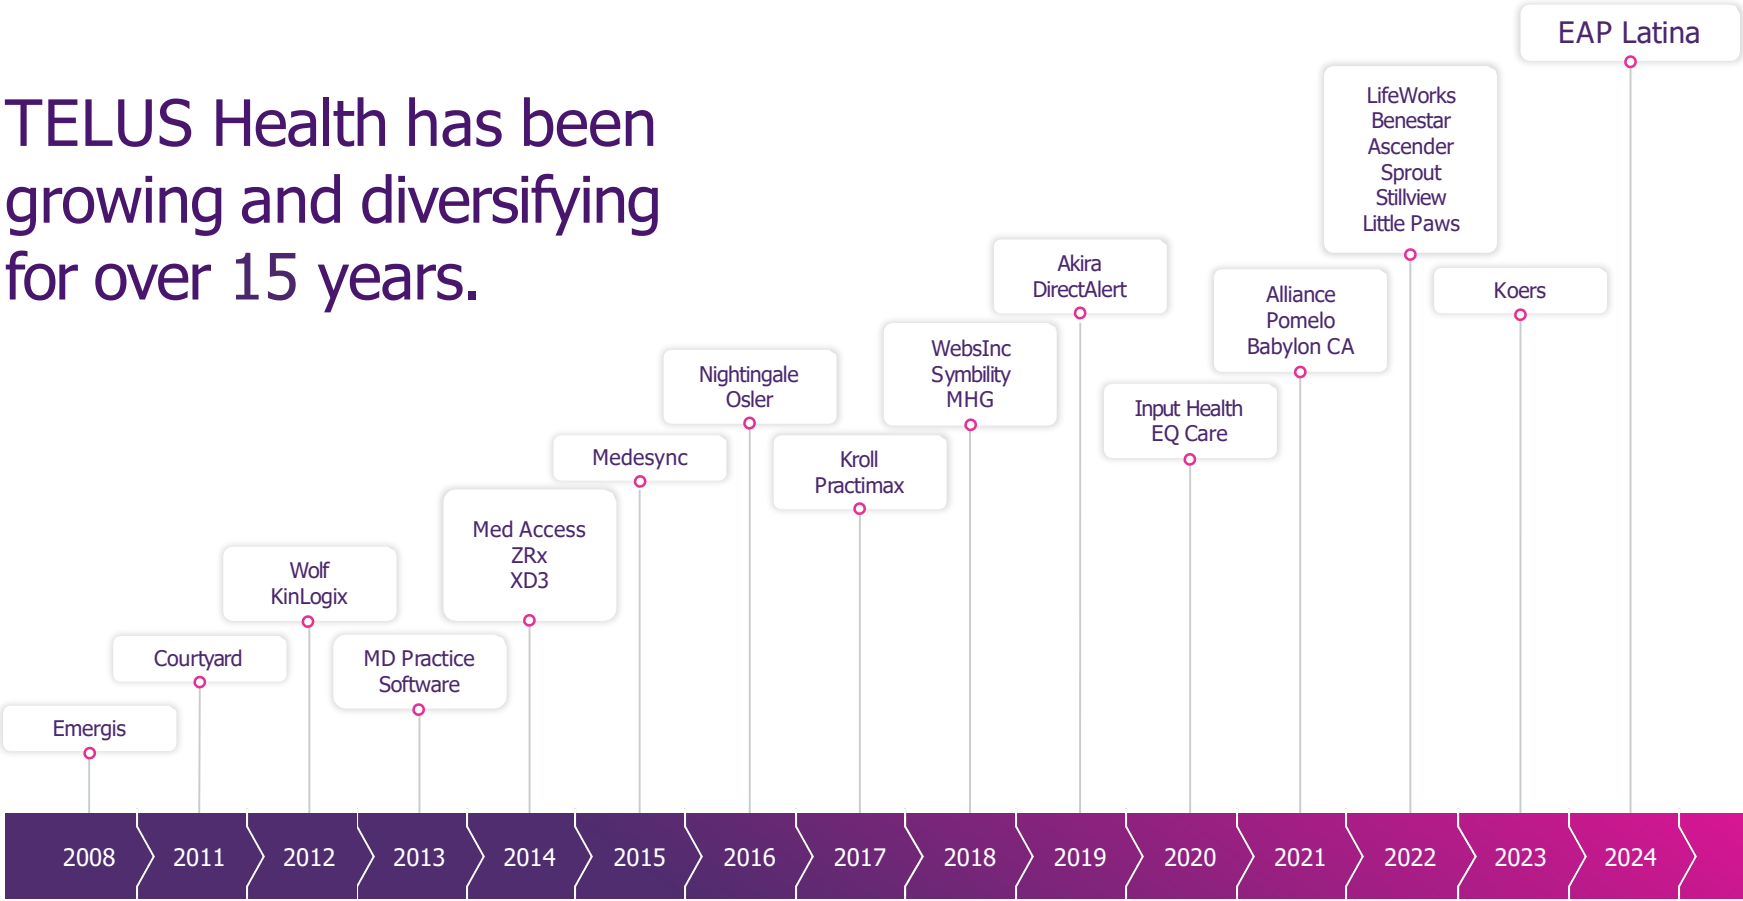 TELUS Health has been
growing and diversifying
for over 15 years.
EAP Latina
LifeWorks
Benestar
Ascender
Sprout
Stillview
Little Paws
Koers
Akira
DirectAlert
Alliance
Pomelo
Babylon CA
WebsInc
Symbility
MHG
Input Health
EQ Care
Nightingale
Osler
Kroll
Practimax
Medesync
Med Access
ZRx
XD3
Wolf
KinLogix
MD Practice
Software
Courtyard
Emergis
2008 2011 2012 2013 2014 2015 2016 2017 2018 2019 2020 2021 2022 2023 2024